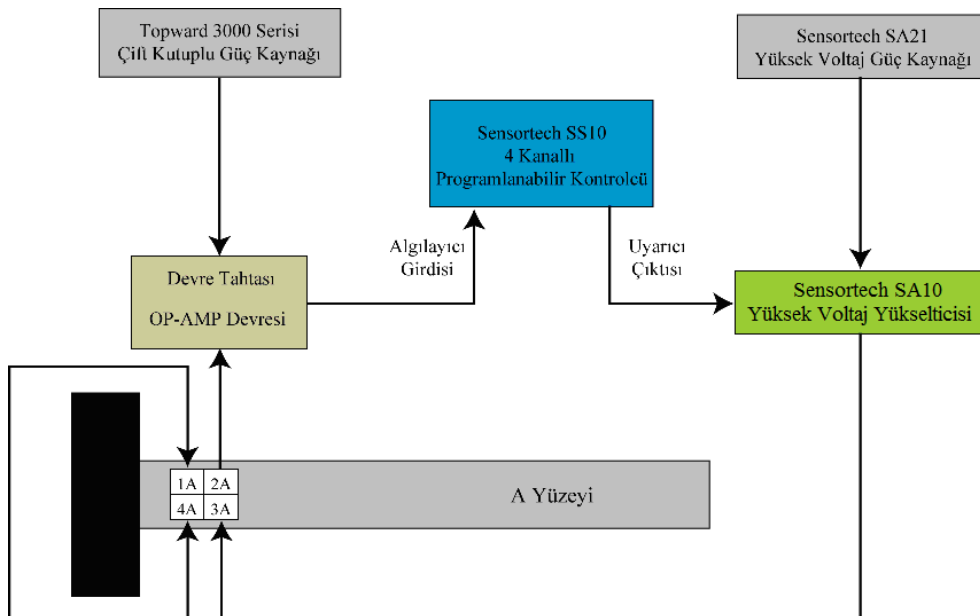 Topward 3000 Serisi
Çift Kutuplu Güç Kaynağı
Sensortech SA21
Yüksek Voltaj Güç Kaynağı
Sensortech SS10
4 Kanallı
Programlanabilir Kontrolcü
Algılayıcı
Girdisi
Uyarıcı
Çıktısı
Devre Tahtası
OP-AMP Devresi
Sensortech SA10
Yüksek Voltaj Yükselticisi
1A 2A
4A 3A
A Yüzeyi